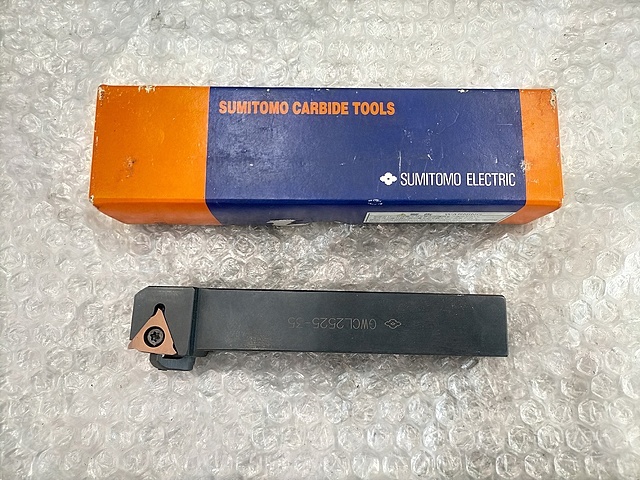 SUMITOMO CARBIDE TOOLS
SUMITOMO ELECTRIC
GWCL2525-35